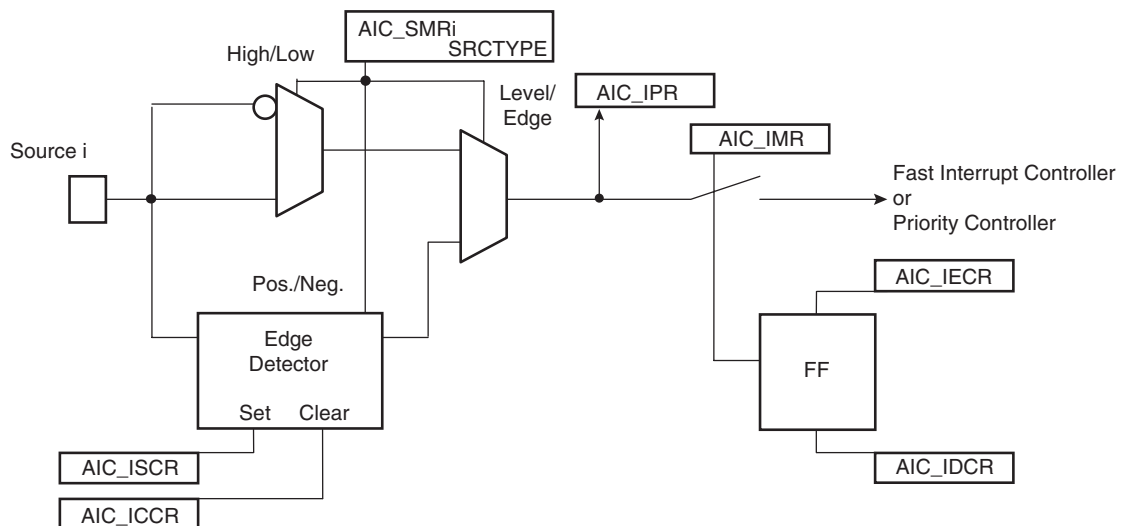 AIC_SMRi
SRCTYPE
High/Low
Level/
Edge
AIC_IPR
AIC_IMR
Source i
Fast Interrupt Controller
or
Priority Controller
Pos./Neg.
AIC_IECR
Edge
Detector
FF
Set Clear
AIC_ISCR
AIC_IDCR
AIC_ICCR